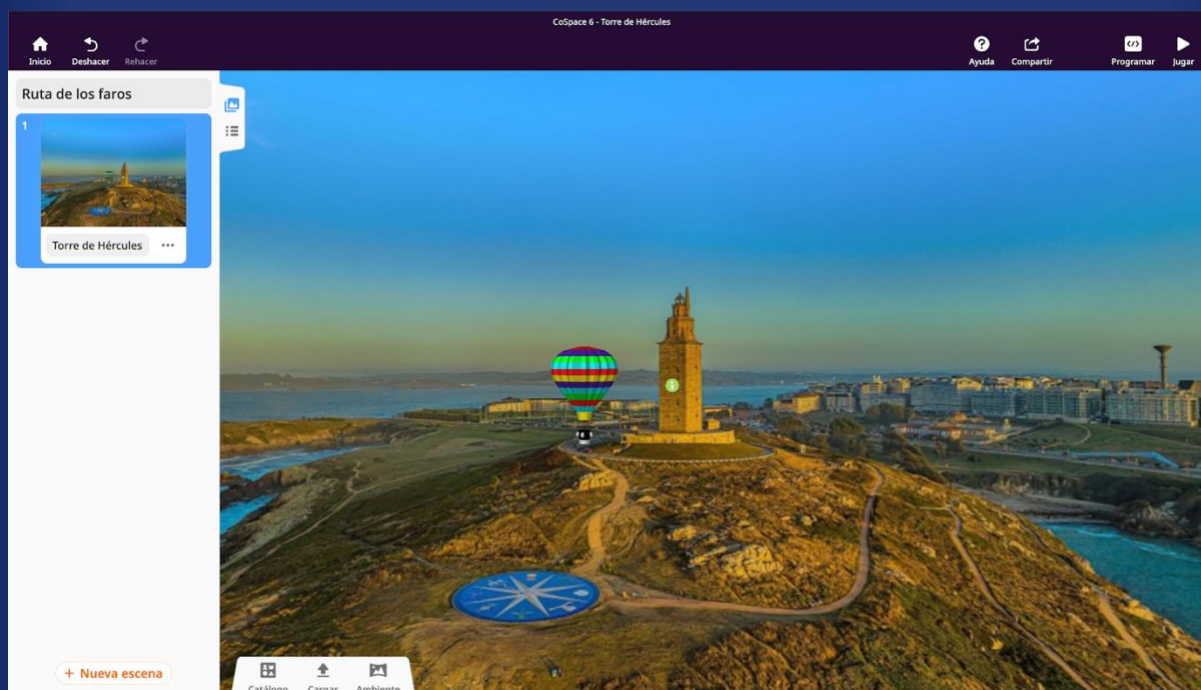 CoSpace 6 - Torre de Hércules
Inicio Deshacer Rehacer
Ayuda Compartir Programar Jugar
Ruta de los faros
1
Torre de Hércules
+ Nueva escena
Catálogo Cargar Ambiente